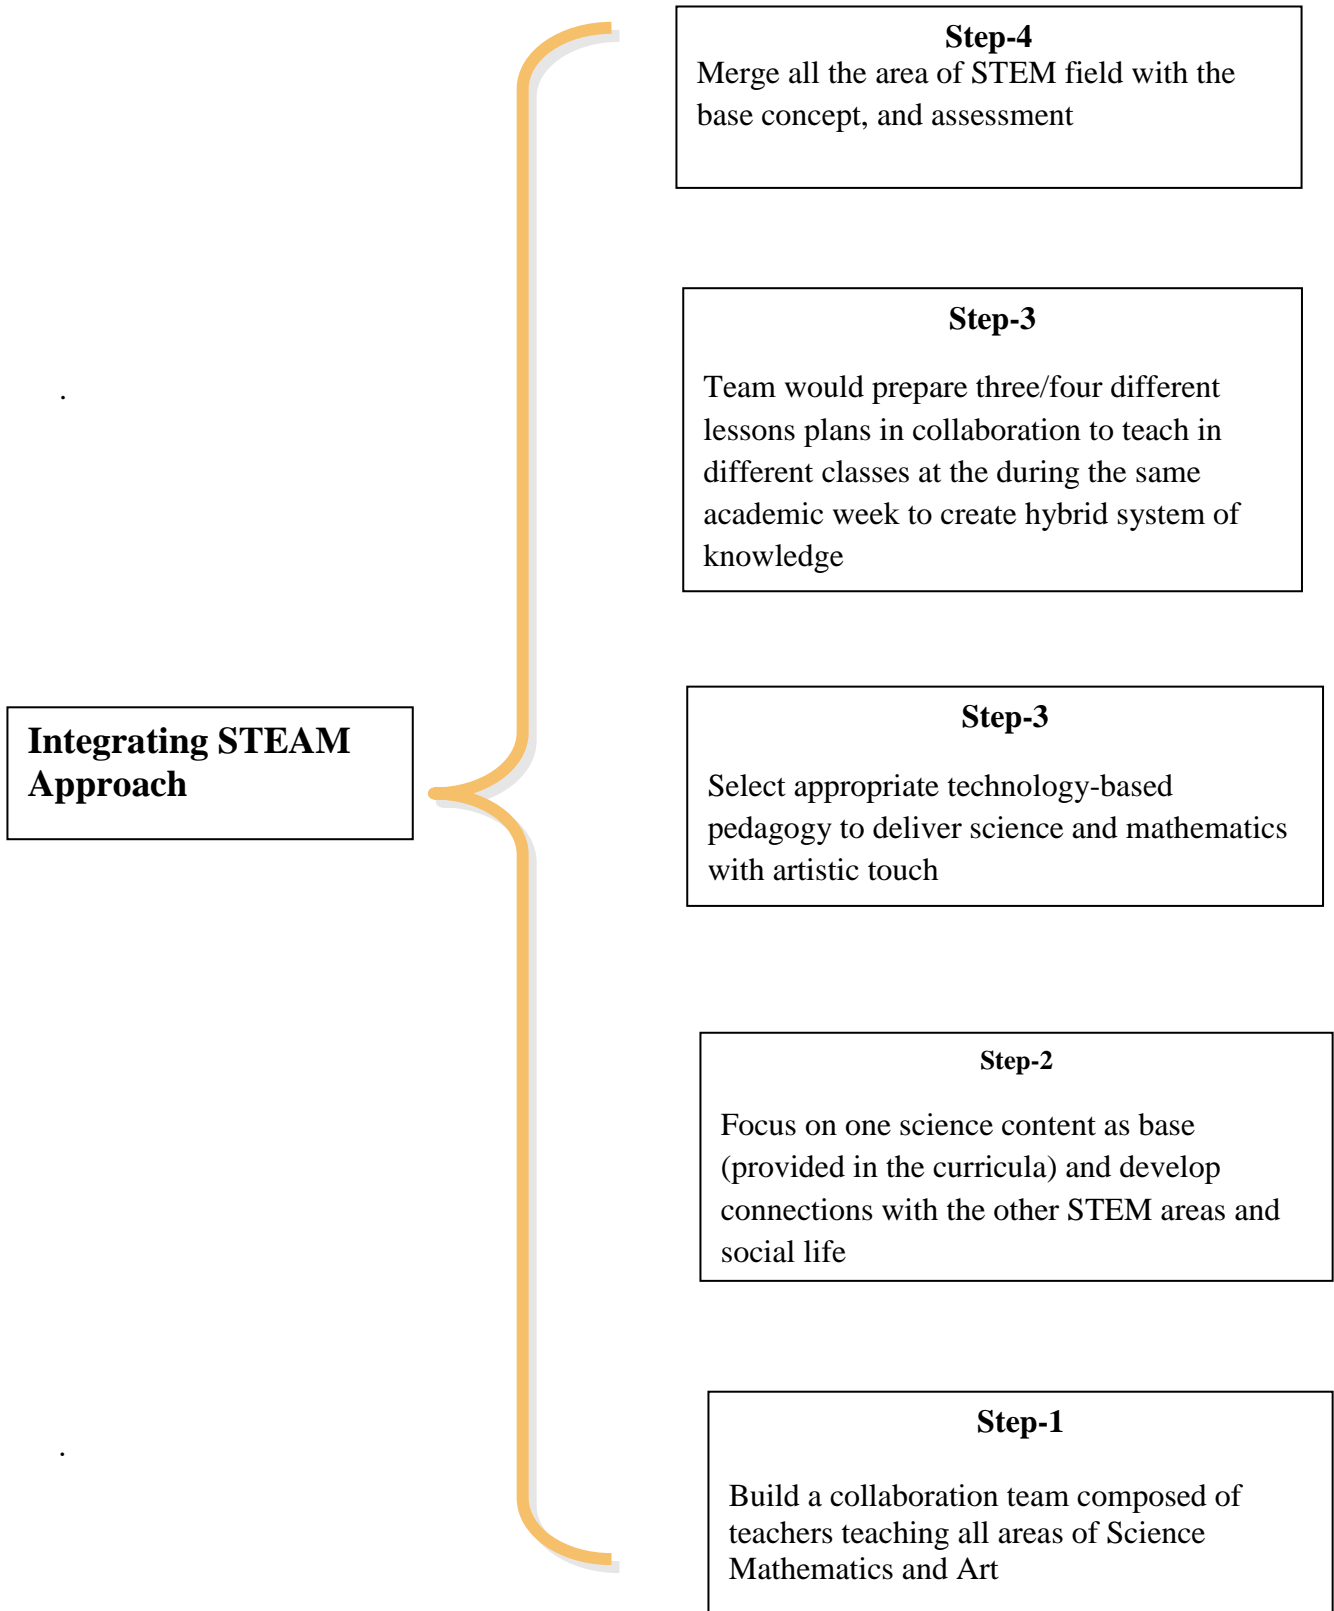 Step-4
Merge all the area of STEM field with the
base concept, and assessment
Step-3
Team would prepare three/four different
lessons plans in collaboration to teach in
different classes at the during the same
academic week to create hybrid system of
knowledge
.
Integrating STEAM
Approach
Step-3
Select appropriate technology-based
pedagogy to deliver science and mathematics
with artistic touch
Step-2
Focus on one science content as base
(provided in the curricula) and develop
connections with the other STEM areas and
social life
Step-1
.
Build a collaboration team composed of
teachers teaching all areas of Science
Mathematics and Art